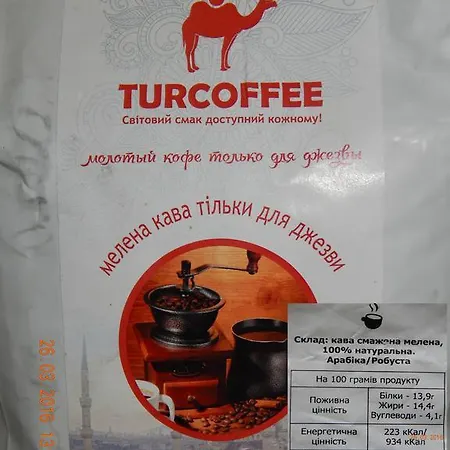 TURCOFFEE
Світовий смак доступний кожному!
молотый кофе только для джезвы
мелена кава тільки для джезви
Склад: кава смажена мелена,
100% натуральна.
Арабіка/Робуста
На 100 грамів продукту
Поживна цінність
Білки - 13,9г
Жири - 14,4г
Вуглеводи - 4,1г
Енергетична цінність
223 кКал/
934 кКал